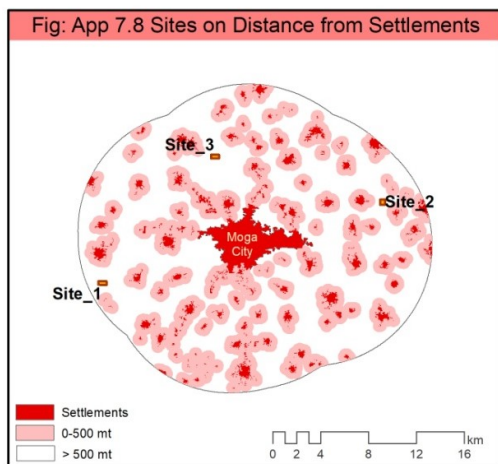 Fig: App 7.8 Sites on Distance from Settlements
Site_3
Site_2
Moga
City
Site_1
Settlements
0-500 mt
> 500 mt
km
0 2 4 8 12 16